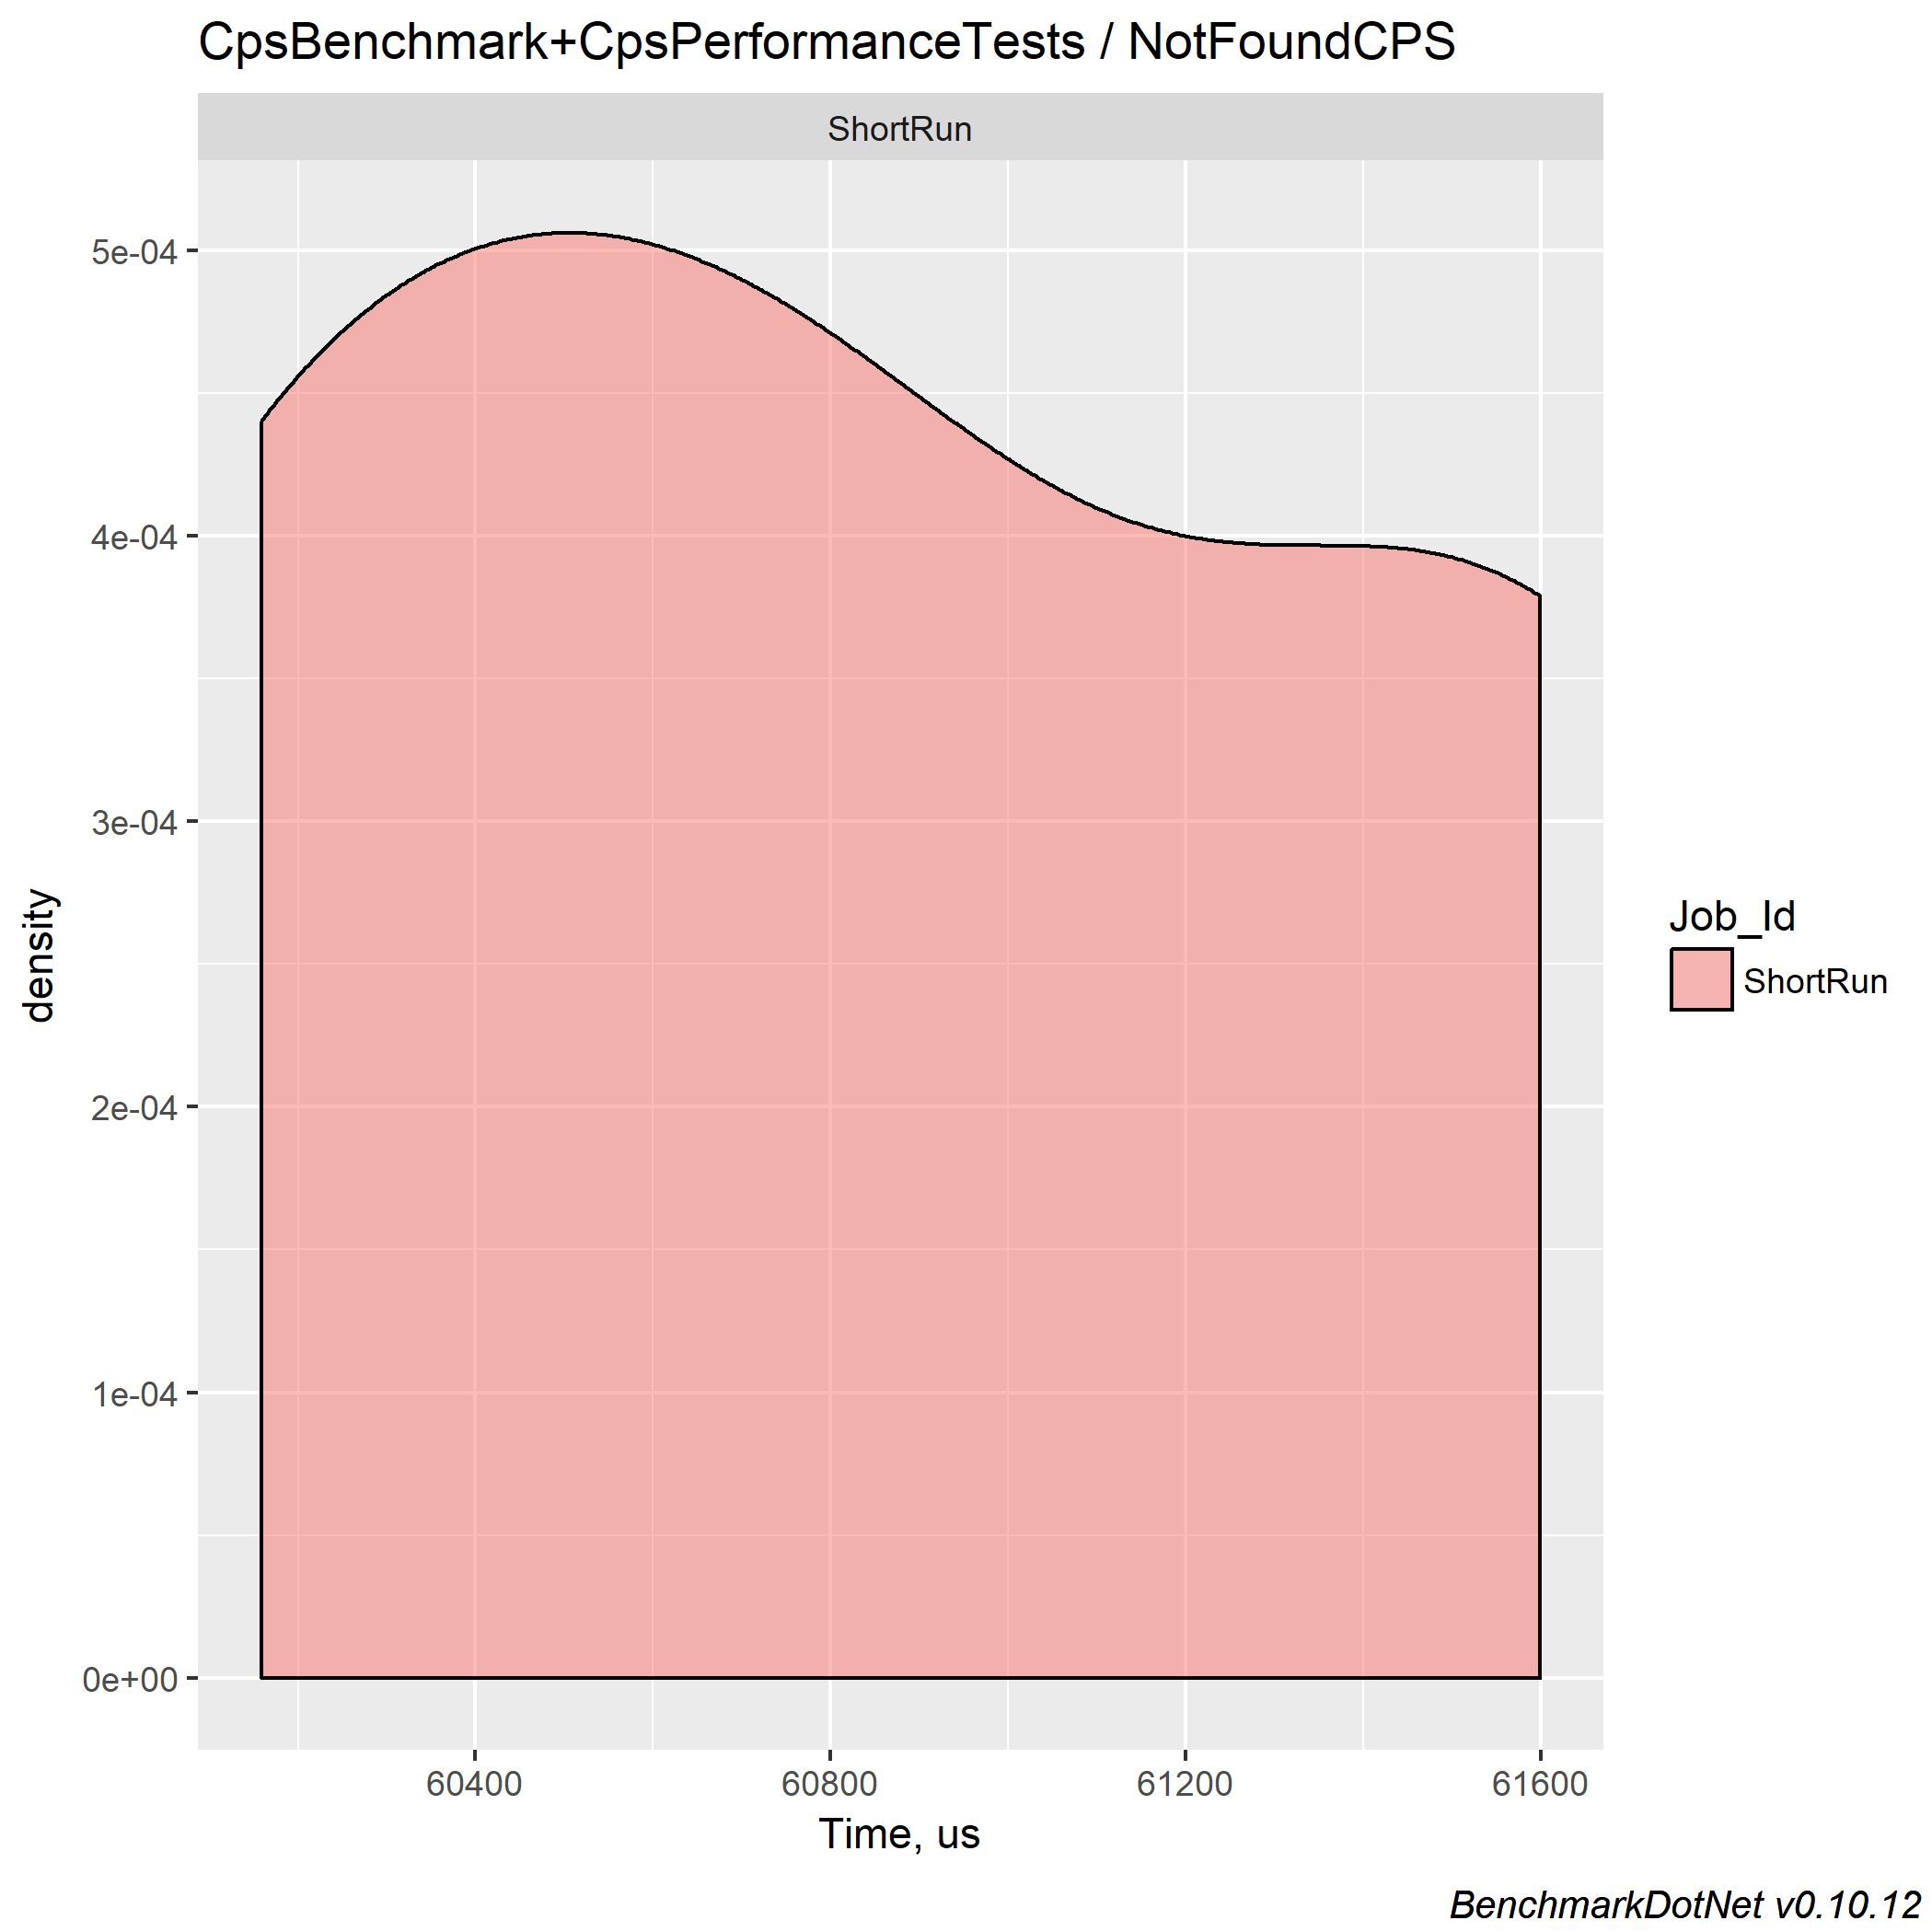 CpsBenchmark+CpsPerformanceTests / NotFoundCPS
ShortRun
5e-04
4e-04
3e-04
2e-04
1e-04
0e+00
density
60400 60800 61200 61600
Time, us
Job_Id
ShortRun
BenchmarkDotNet v0.10.12